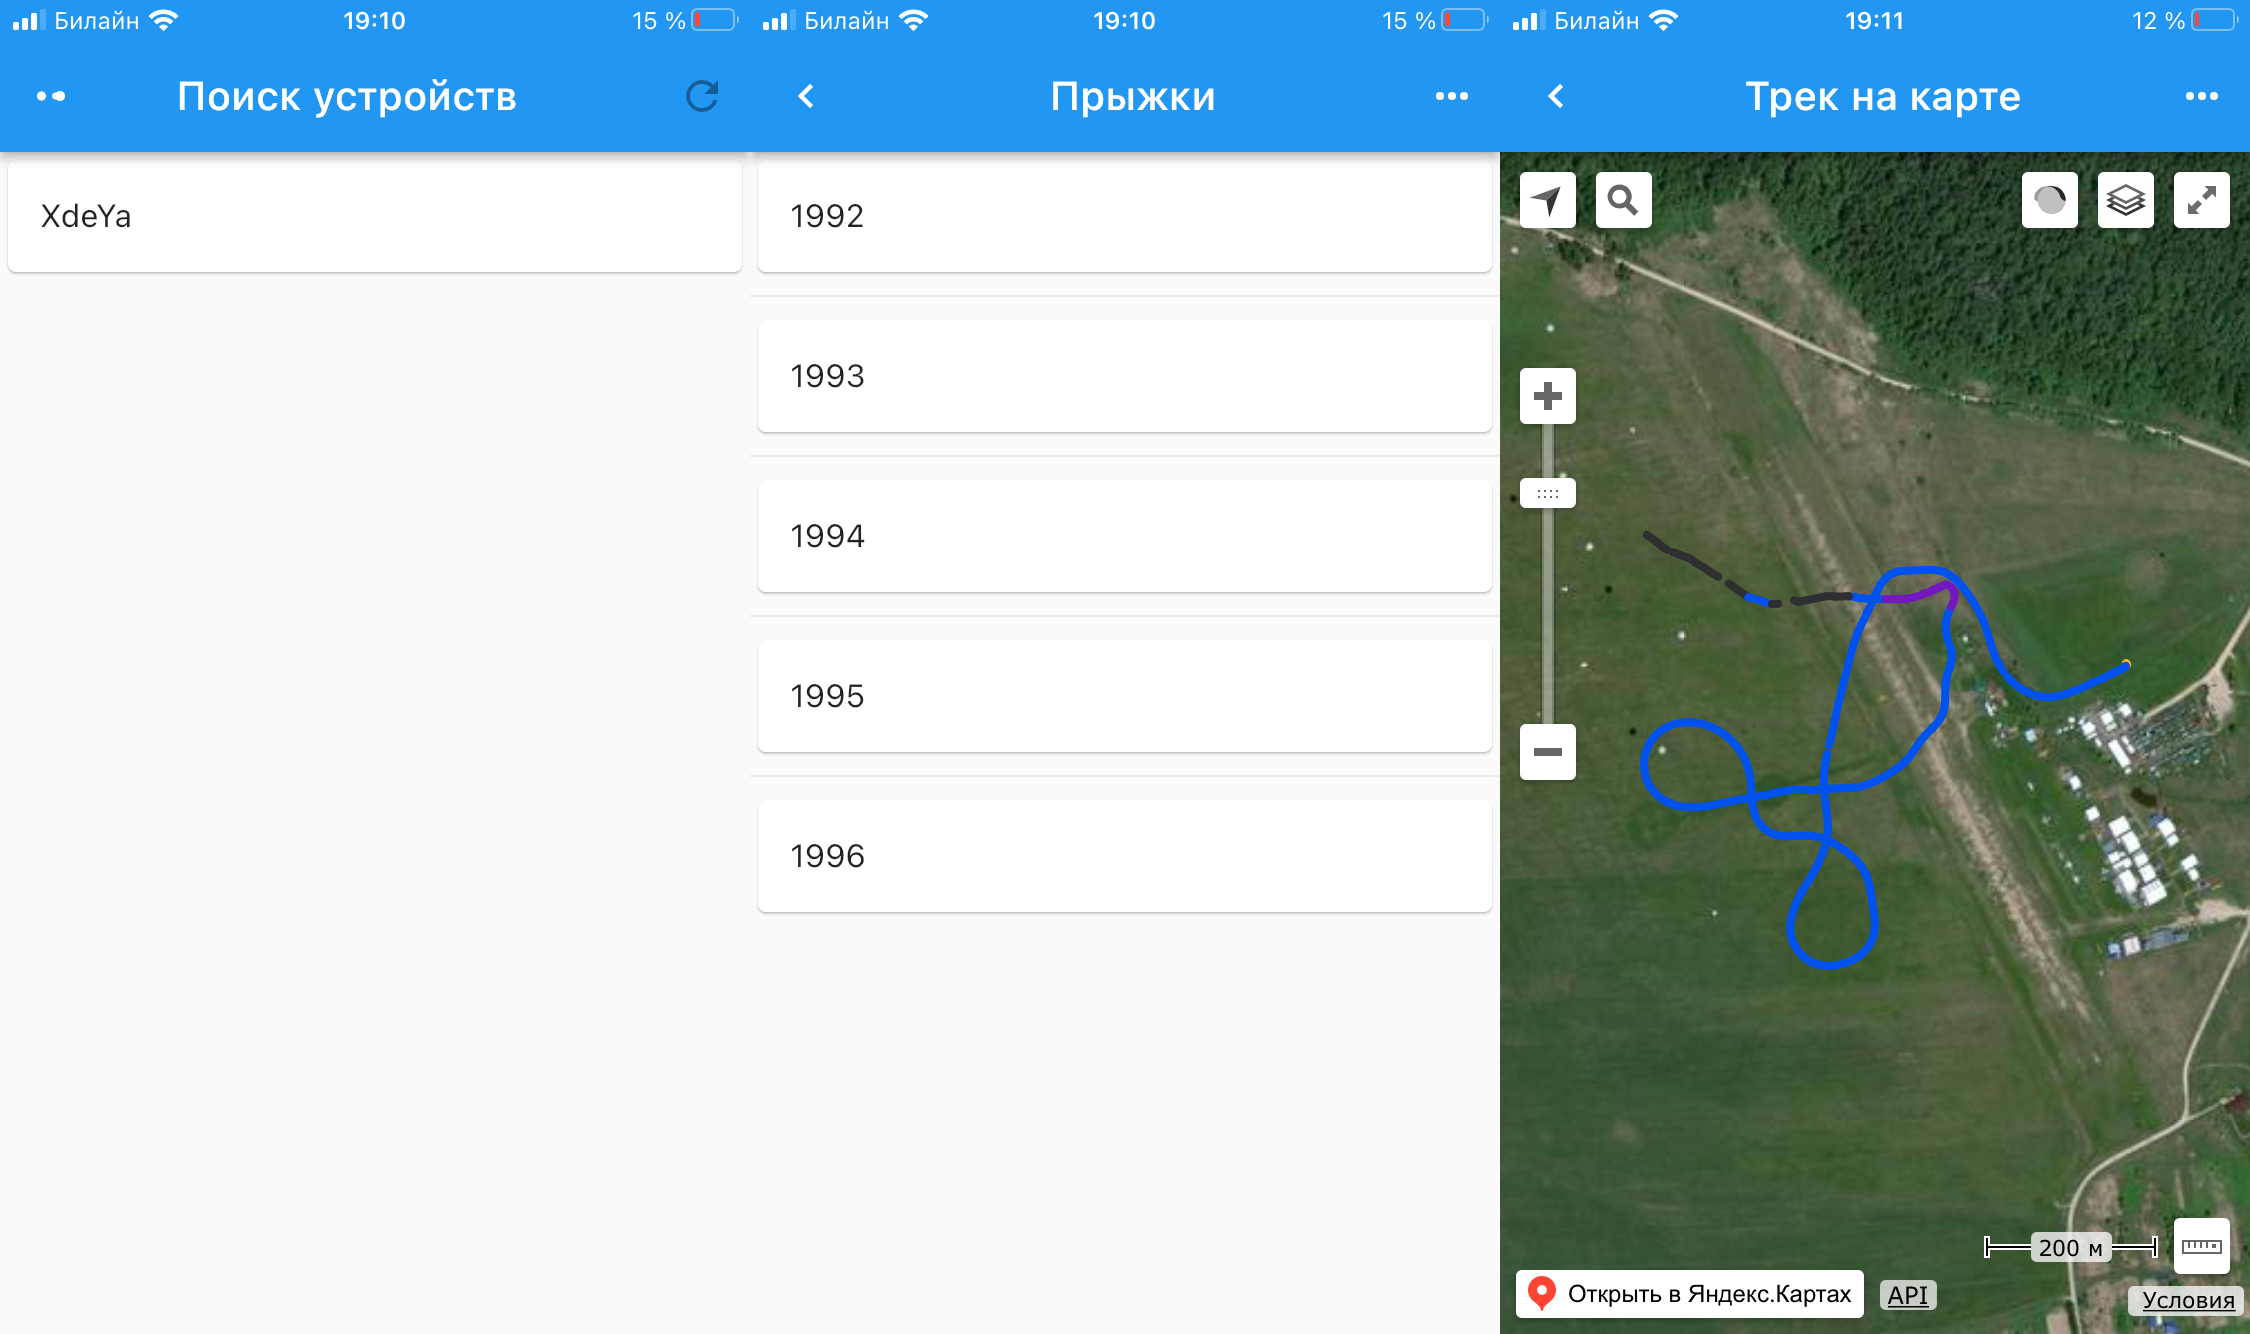 Билайн 19:10 15 %
Поиск устройств
XdeYa
Билайн 19:10 15 %
Прыжки
1992
1993
1994
1995
1996
Билайн 19:11 12 %
Трек на карте
200 м
Открыть в Яндекс.Картах
API
Условия